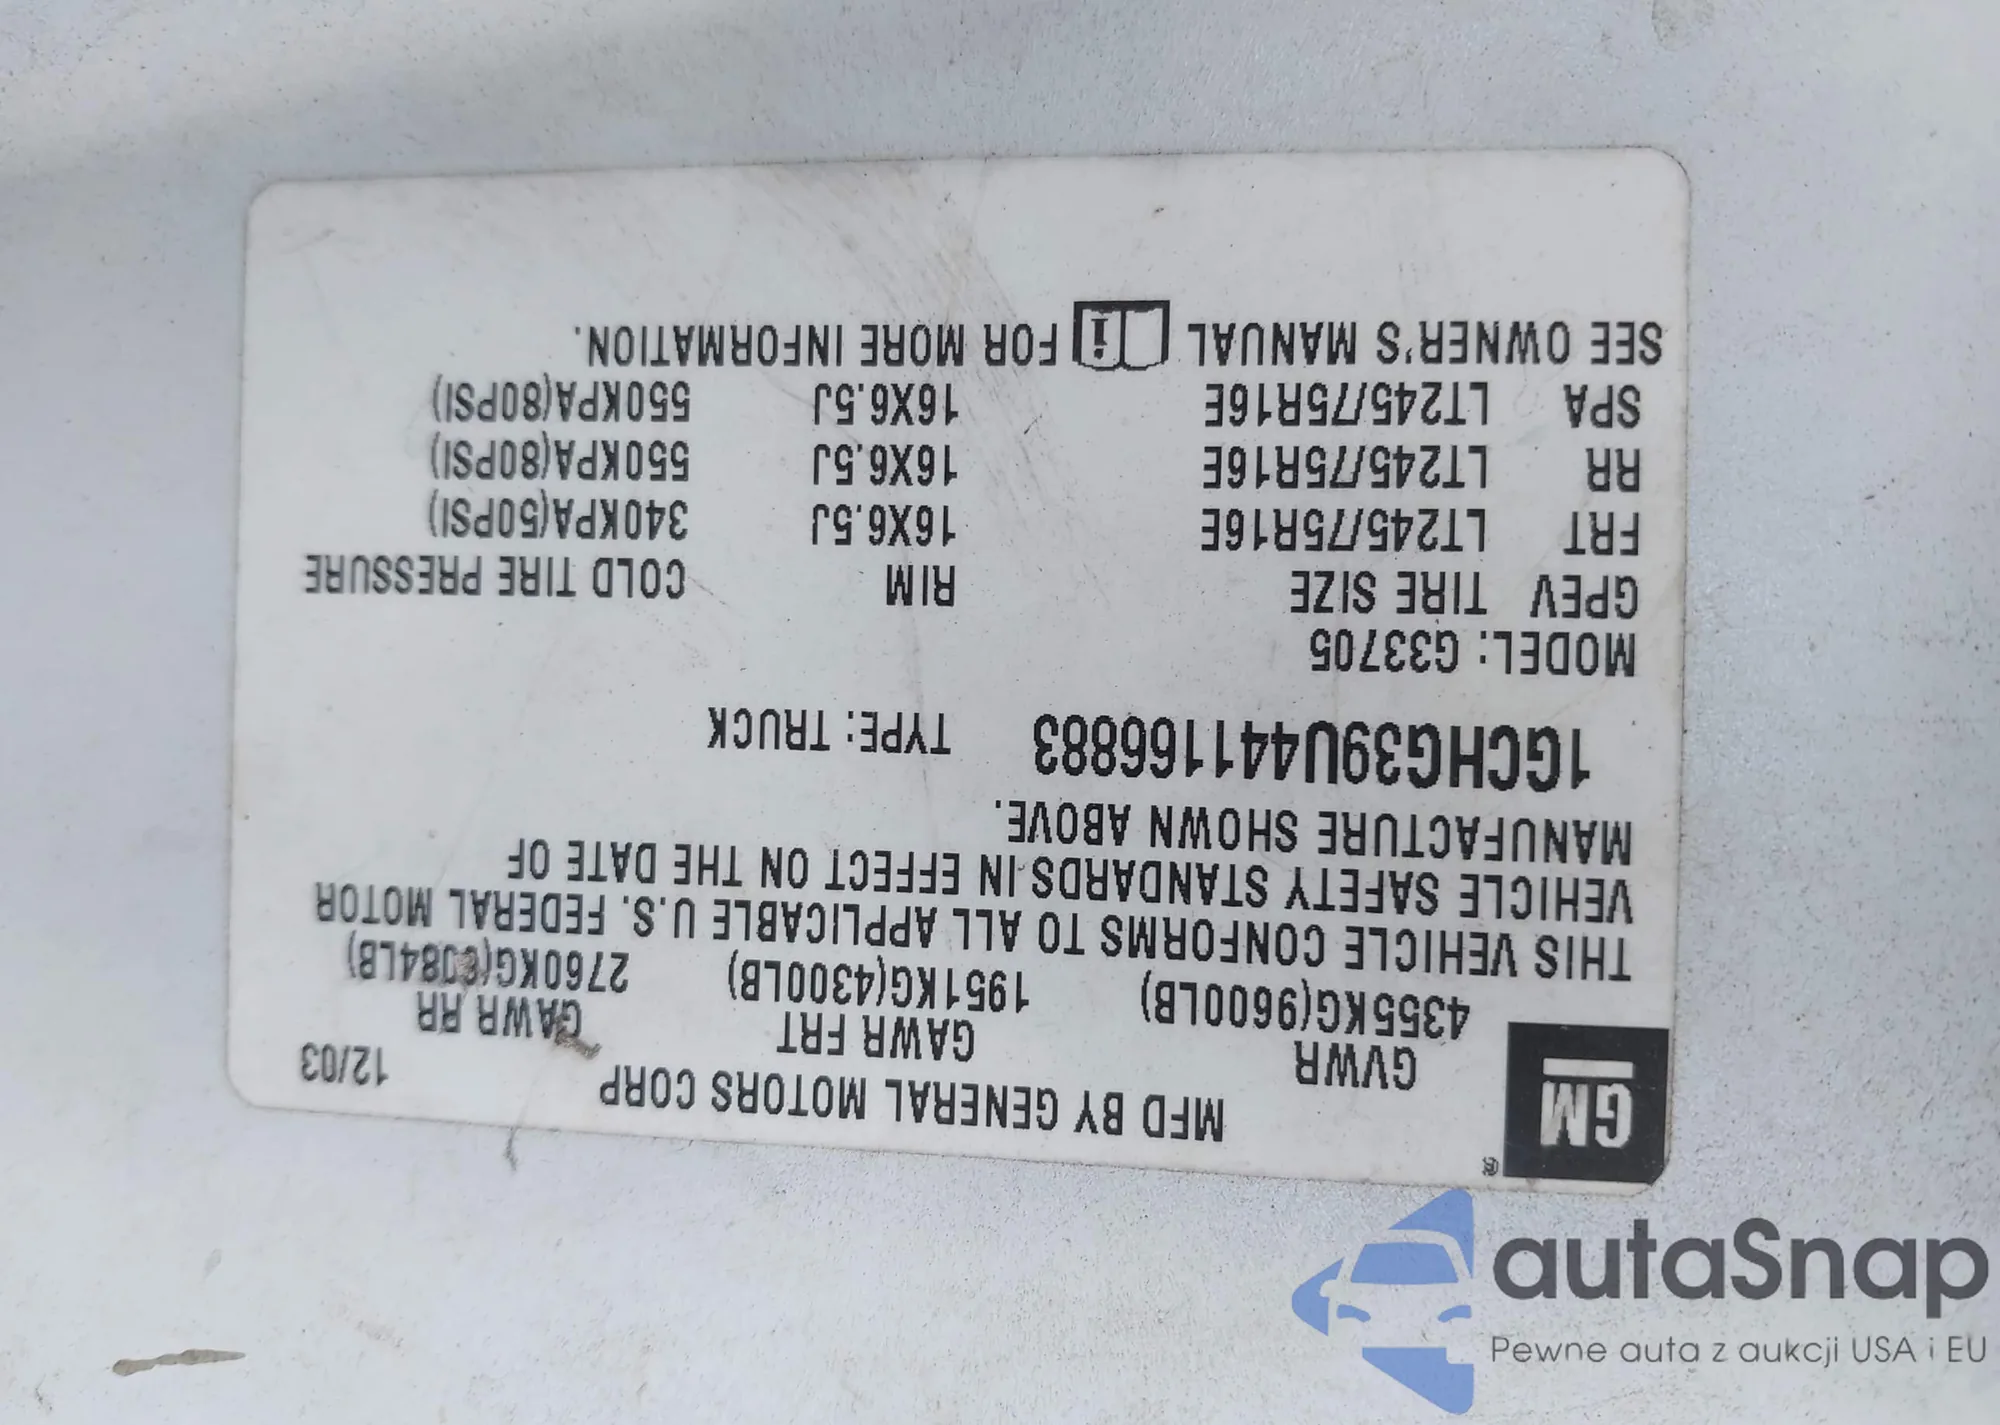 GM
MFD BY GENERAL MOTORS CORP 12/03
GVWR GAWR FRT GAWR RR
4355KG(9600LB) 1951KG(4300LB) 2760KG(6084LB)
THIS VEHICLE CONFORMS TO ALL APPLICABLE U.S. FEDERAL MOTOR
VEHICLE SAFETY STANDARDS IN EFFECT ON THE DATE OF
MANUFACTURE SHOWN ABOVE.
1GCHG39U441166883 TYPE: TRUCK
MODEL: G33705
GPEV TIRE SIZE RIM COLD TIRE PRESSURE
FRT LT245/75R16E 16X6.5J 340KPA(50PSI)
RR LT245/75R16E 16X6.5J 550KPA(80PSI)
SPA LT245/75R16E 16X6.5J 550KPA(80PSI)
SEE OWNER'S MANUAL i FOR MORE INFORMATION.
autaSnap
Pewne auta z aukcji USA i EU